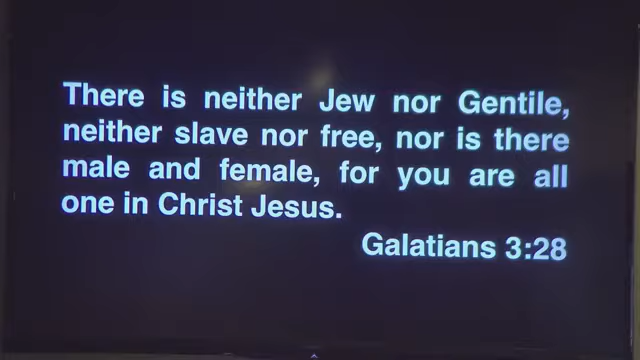 There is neither Jew nor Gentile,
neither slave nor free, nor is there
male and female, for you are all
one in Christ Jesus.
Galatians 3:28